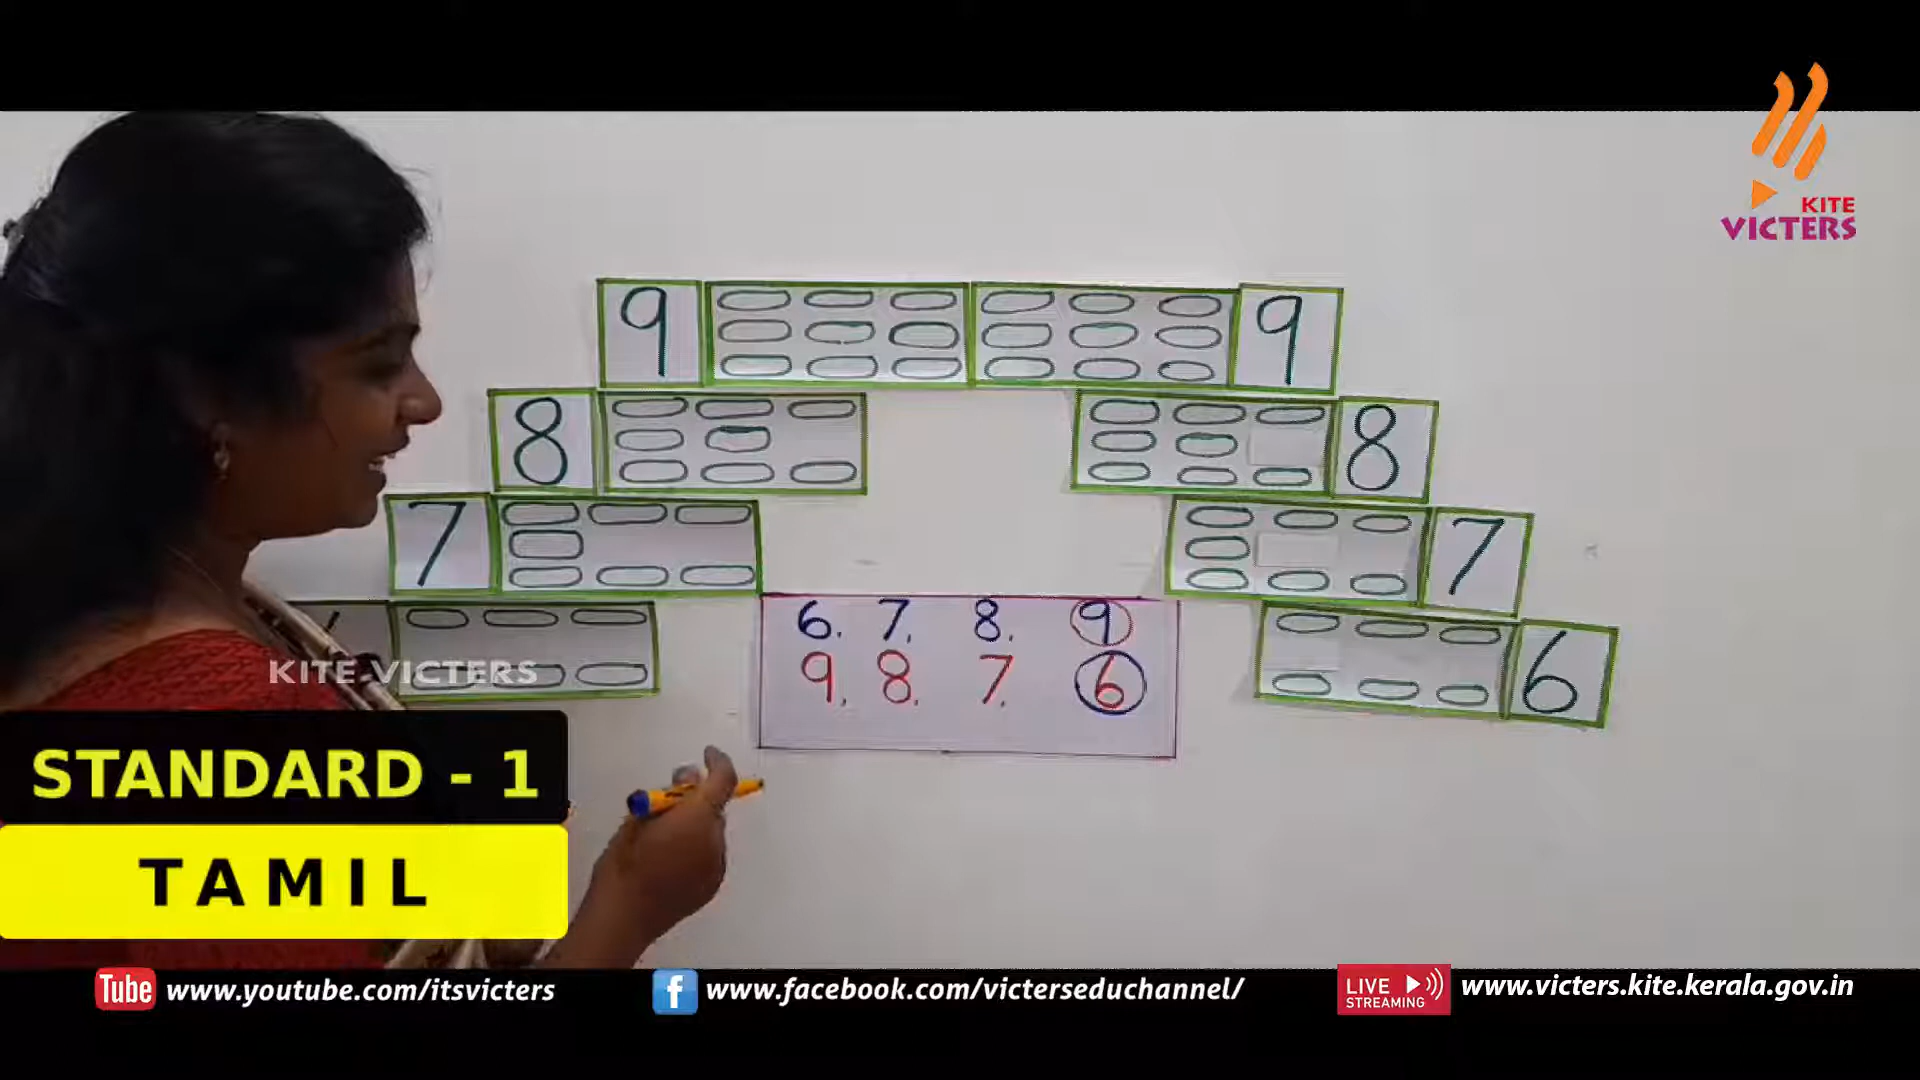 KITE
VICTERS
9 9
8 8
7 7
6. 7. 8. 9
9. 8. 7. 6
6
KITE VICTERS
STANDARD - 1
TAMIL
Tube www.youtube.com/itsvicters
f www.facebook.com/victerseduchannel/
LIVE STREAMING www.victers.kite.kerala.gov.in